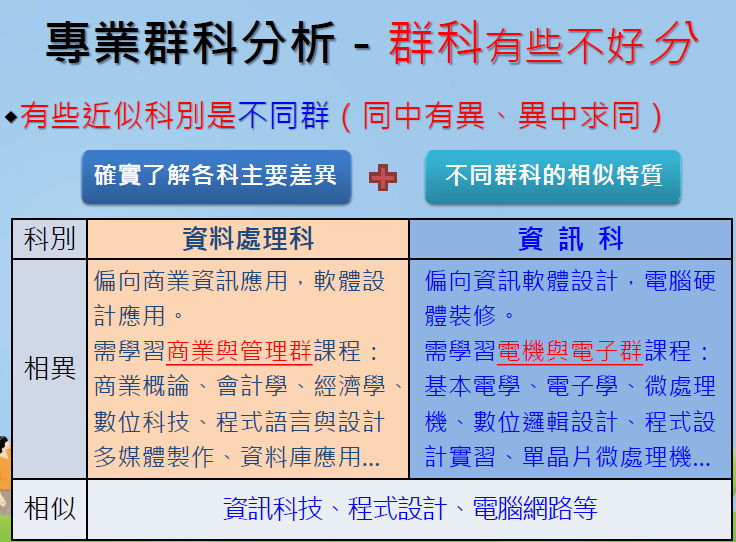 專業群科分析 - 群科有些不好分
◆有些近似科別是不同群（同中有異、異中求同）
確實了解各科主要差異
不同群科的相似特質
科別
資料處理科
資 訊 科
相異
偏向商業資訊應用，軟體設
計應用。
需學習商業與管理群課程：
商業概論、會計學、經濟學、
數位科技、程式語言與設計
多媒體製作、資料庫應用...
偏向資訊軟體設計，電腦硬
體裝修。
需學習電機與電子群課程：
基本電學、電子學、微處理
機、數位邏輯設計、程式設
計實習、單晶片微處理機...
相似
資訊科技、程式設計、電腦網路等